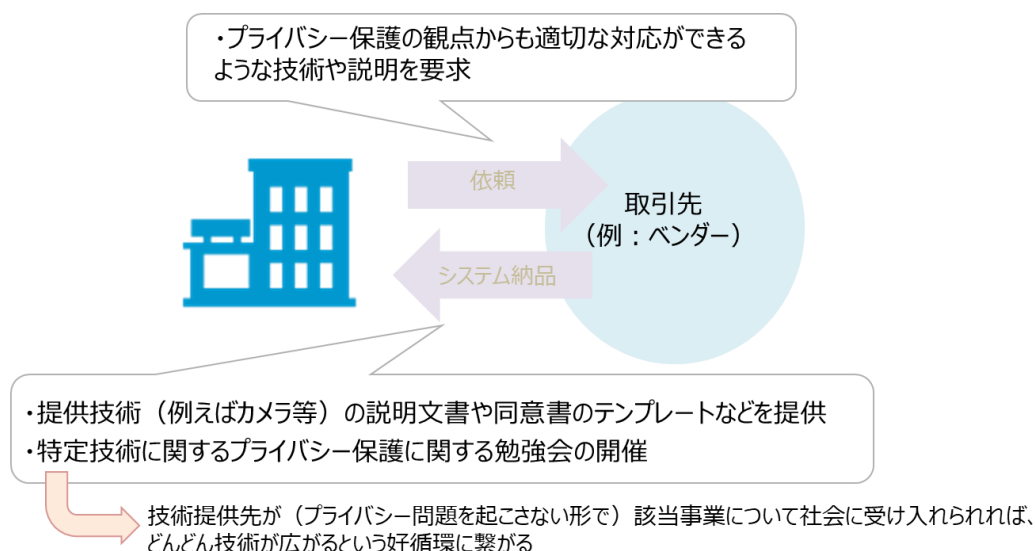 ・プライバシー保護の観点からも適切な対応ができる
ような技術や説明を要求
依頼
取引先
（例：ベンダー）
システム納品
・提供技術（例えばカメラ等）の説明文書や同意書のテンプレートなどを提供
・特定技術に関するプライバシー保護に関する勉強会の開催
技術提供先が（プライバシー問題を起こさない形で）該当事業について社会に受け入れられれば、
どんどん技術が広がるという好循環に繋がる